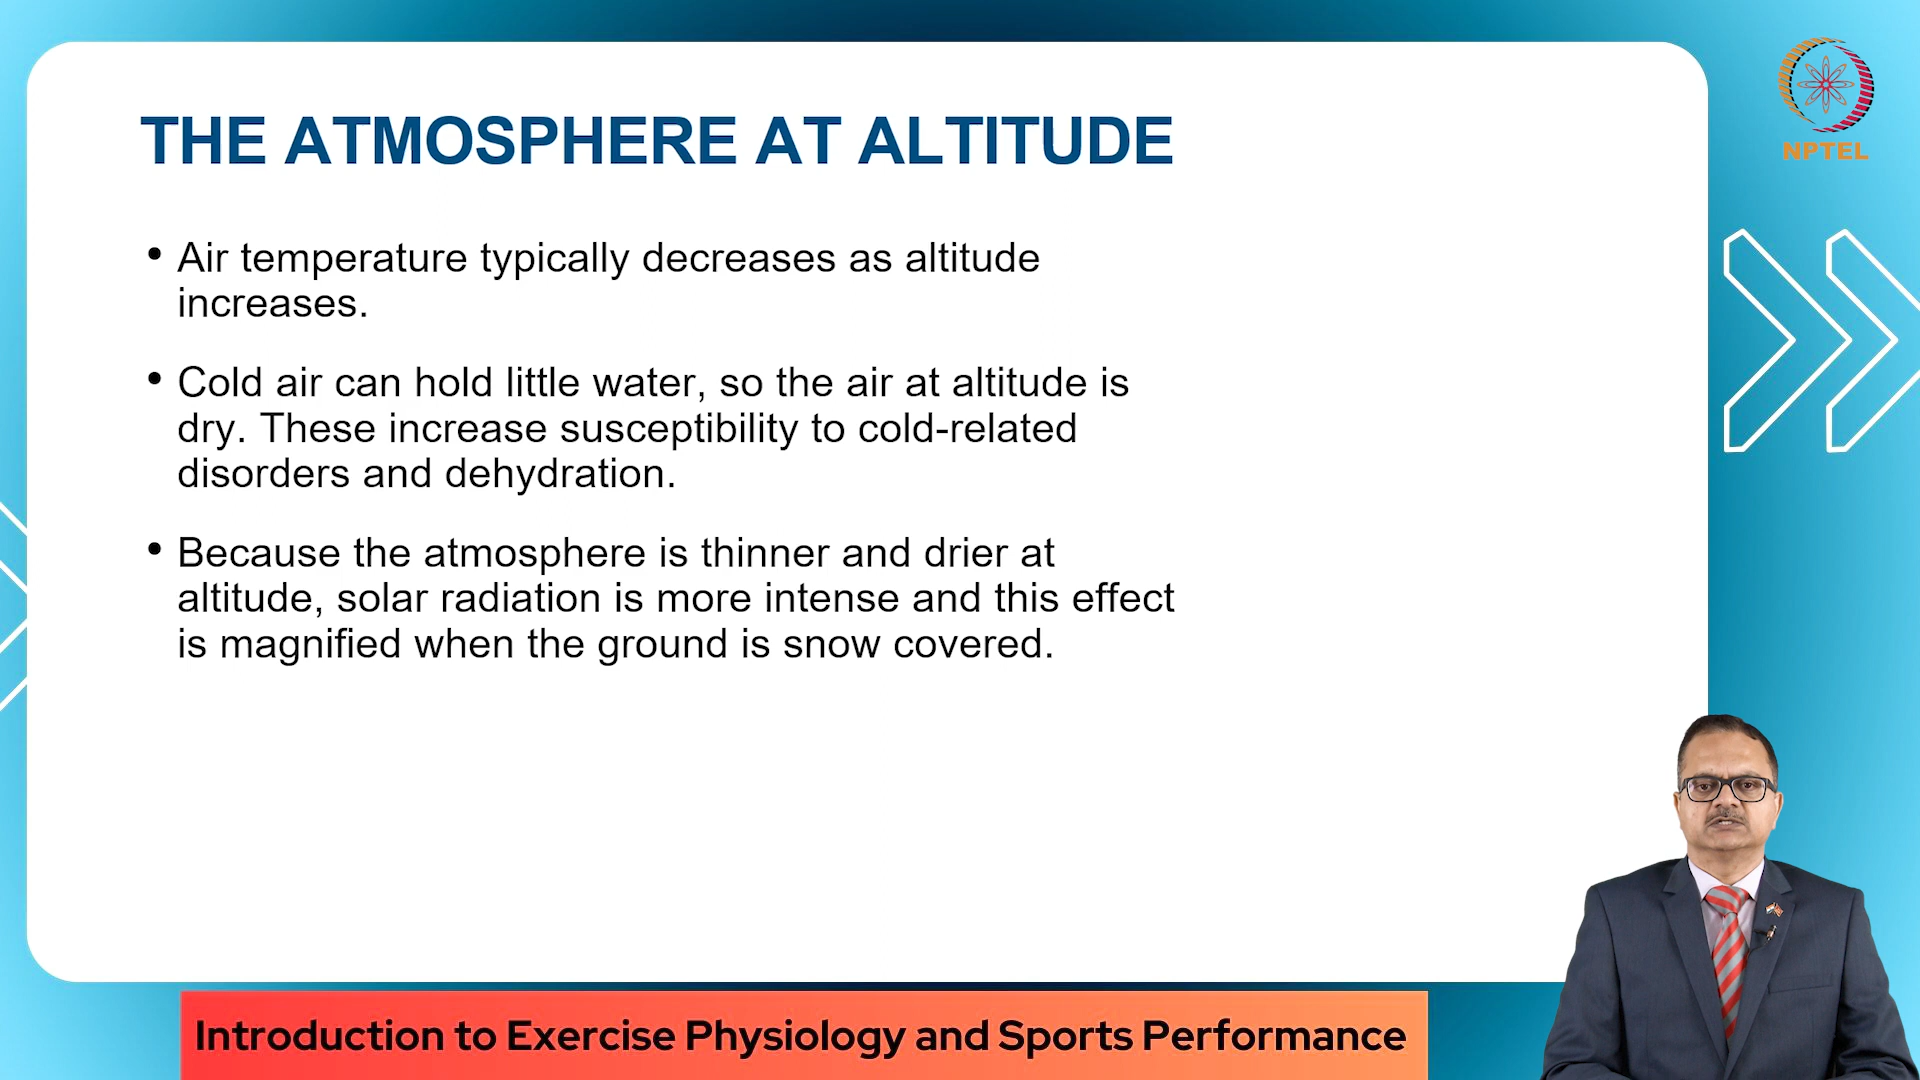 THE ATMOSPHERE AT ALTITUDE
• Air temperature typically decreases as altitude
increases.
• Cold air can hold little water, so the air at altitude is
dry. These increase susceptibility to cold-related
disorders and dehydration.
• Because the atmosphere is thinner and drier at
altitude, solar radiation is more intense and this effect
is magnified when the ground is snow covered.
NPTEL
Introduction to Exercise Physiology and Sports Performance